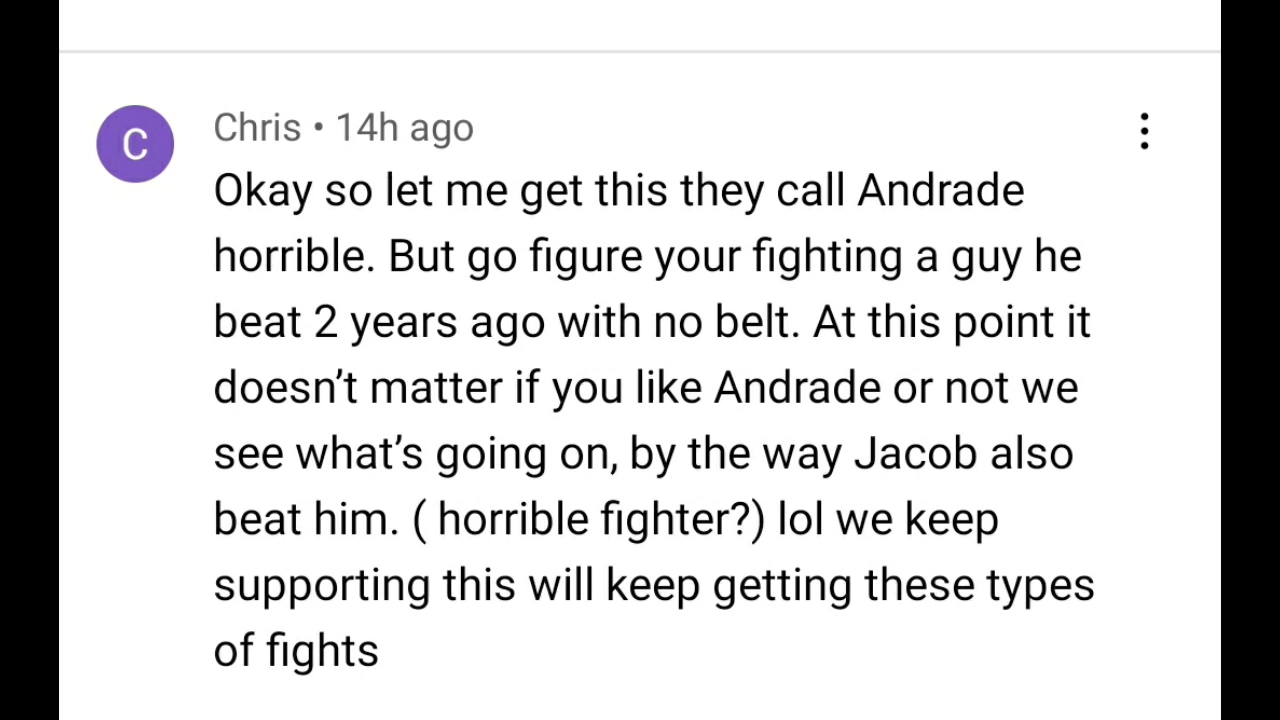 C
Chris • 14h ago
Okay so let me get this they call Andrade
horrible. But go figure your fighting a guy he
beat 2 years ago with no belt. At this point it
doesn’t matter if you like Andrade or not we
see what’s going on, by the way Jacob also
beat him. ( horrible fighter?) lol we keep
supporting this will keep getting these types
of fights